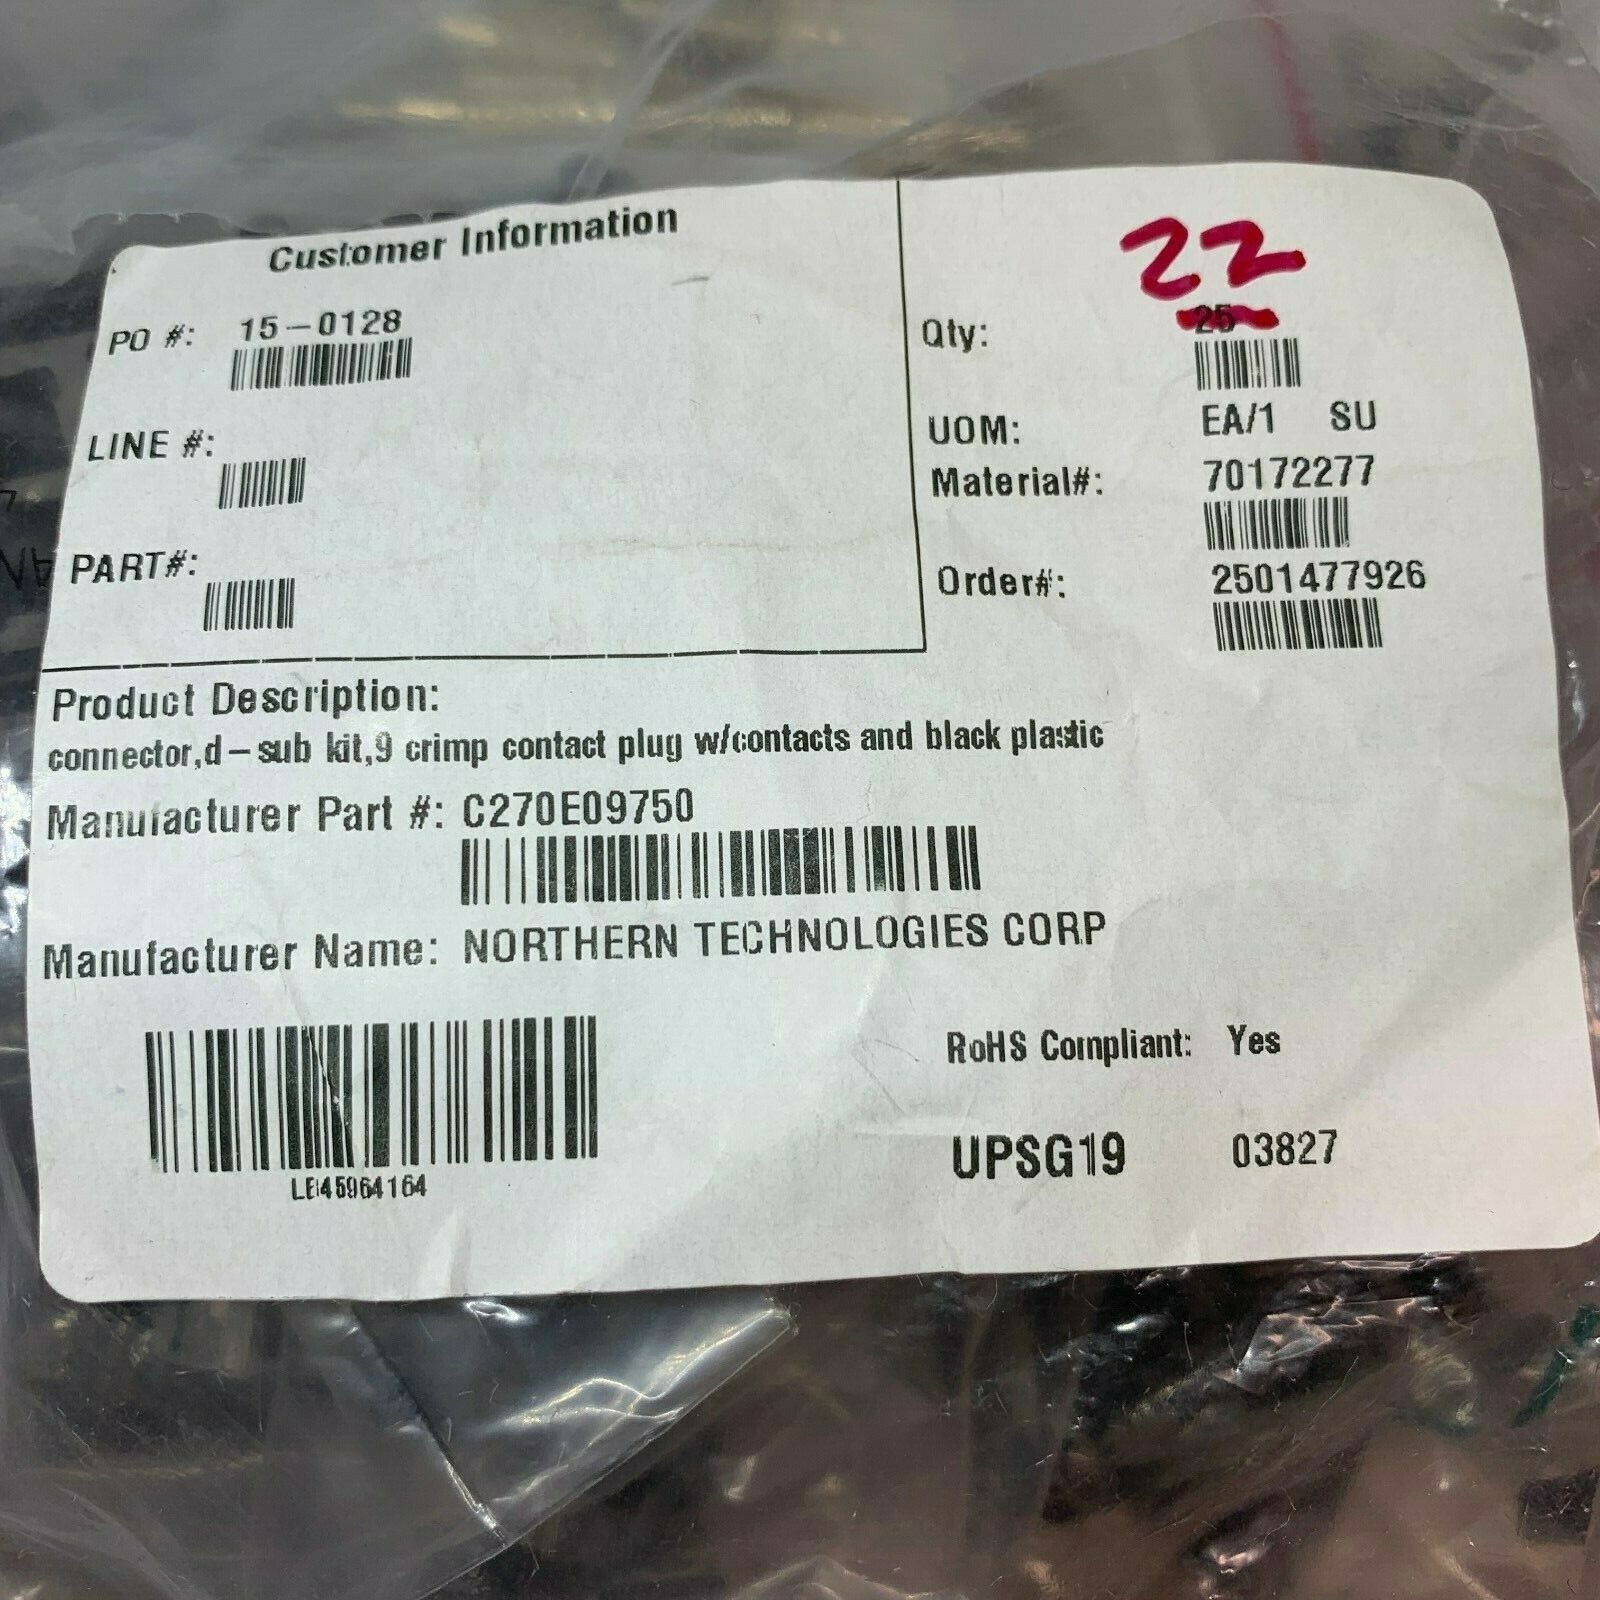 Customer Information
PO #: 15-0128
LINE #:
PART#:
22
Qty: 25
UOM: EA/1 SU
Material#: 70172277
Order#: 2501477926
Product Description:
connector,d-sub kit,9 crimp contact plug w/contacts and black plastic
Manufacturer Part #: C270E09750
Manufacturer Name: NORTHERN TECHNOLOGIES CORP
RoHS Compliant: Yes
UPSG19 03827